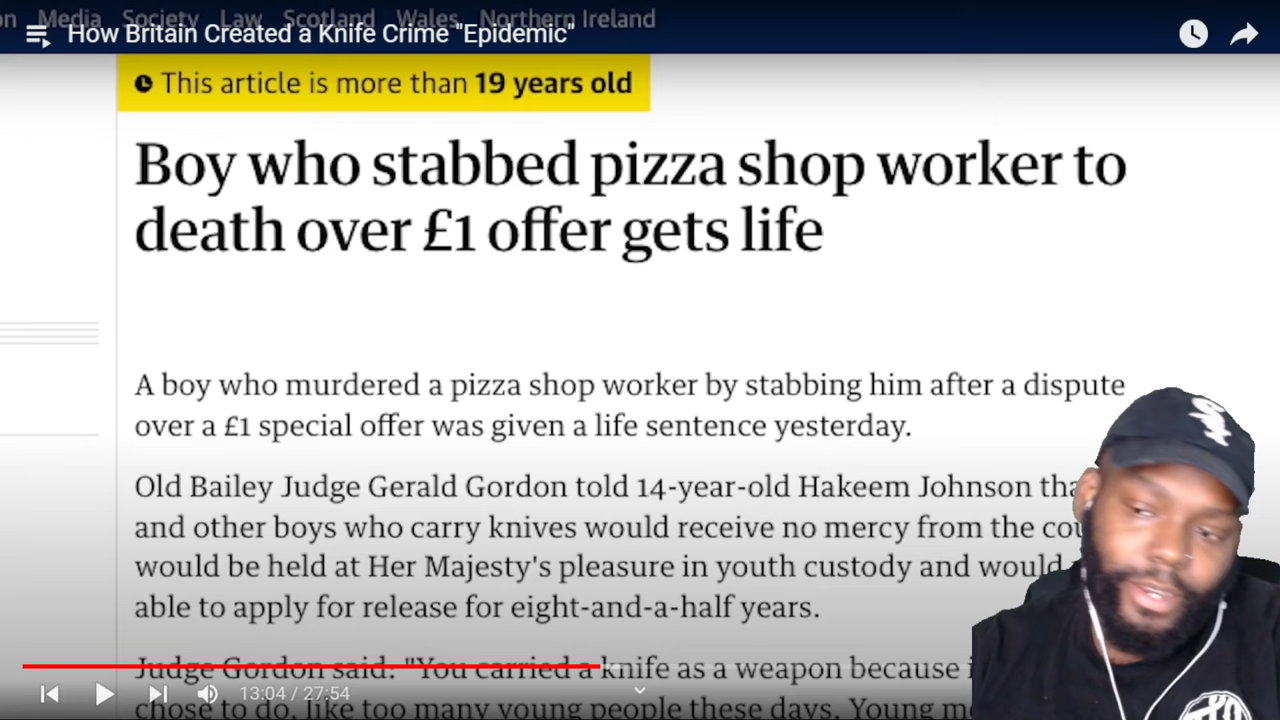 n Media Society Law Scotland Wales Northern Ireland
How Britain Created a Knife Crime "Epidemic"
This article is more than 19 years old
Boy who stabbed pizza shop worker to
death over £1 offer gets life
A boy who murdered a pizza shop worker by stabbing him after a dispute
over a £1 special offer was given a life sentence yesterday.
Old Bailey Judge Gerald Gordon told 14-year-old Hakeem Johnson tha
and other boys who carry knives would receive no mercy from the cou
would be held at Her Majesty's pleasure in youth custody and would
able to apply for release for eight-and-a-half years.
Judge Gordon said: "You carried a knife as a weapon because i
13:04 / 27:54
chose to do, like too many young people these days. Young m